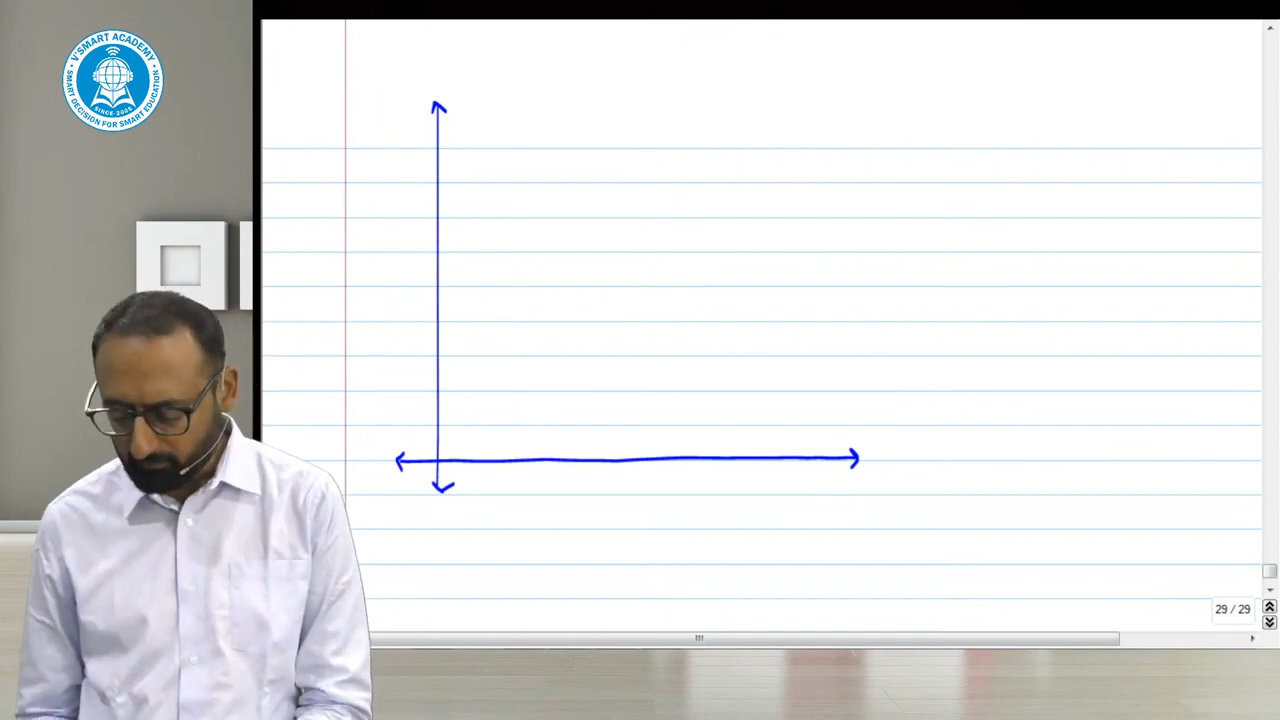 V'SMART ACADEMY
SINCE-2005
SMART DECISION FOR SMART EDUCATION
29 / 29